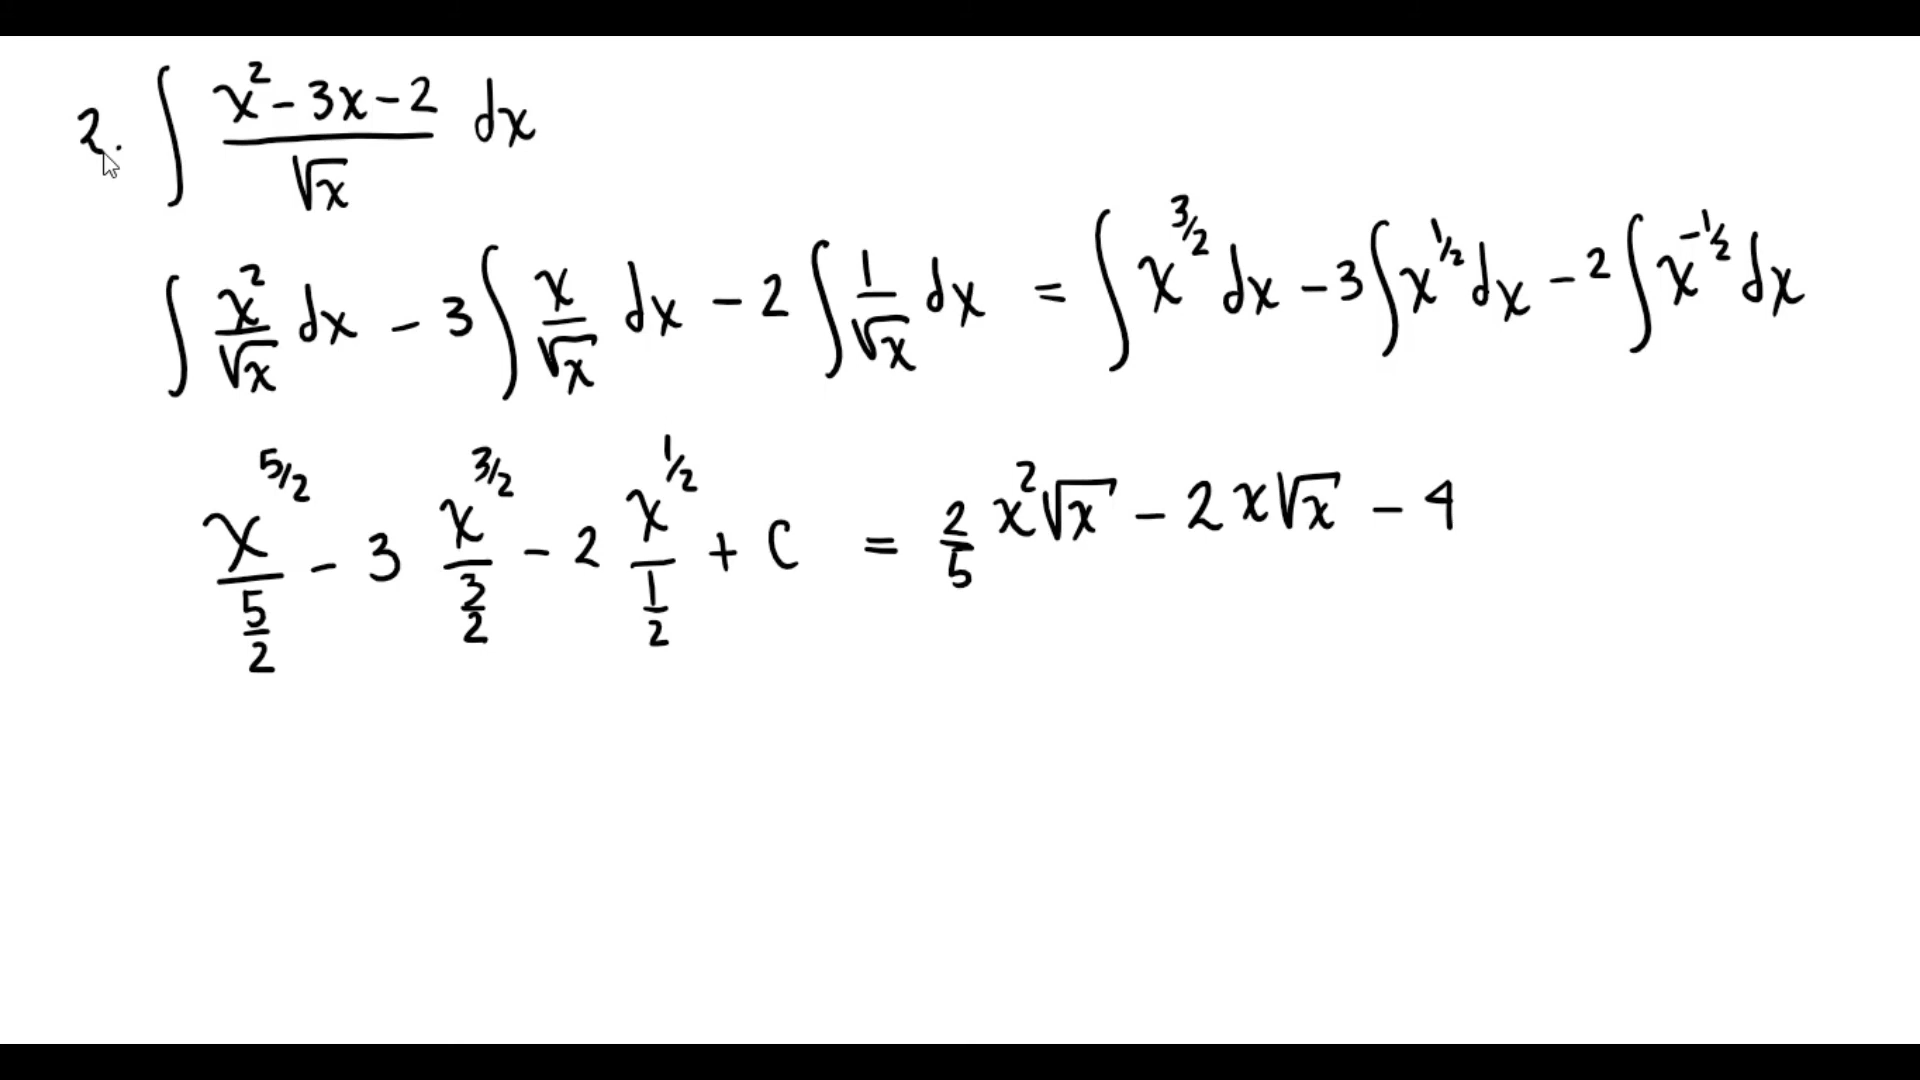 2. ∫ (x² - 3x - 2)/√x dx
∫ x²/√x dx - 3 ∫ x/√x dx - 2 ∫ 1/√x dx = ∫ x^(3/2) dx - 3 ∫ x^(1/2) dx - 2 ∫ x^(-1/2) dx
x^(5/2)/(5/2) - 3 x^(3/2)/(3/2) - 2 x^(1/2)/(1/2) + C = 2/5 x²√x - 2x√x - 4